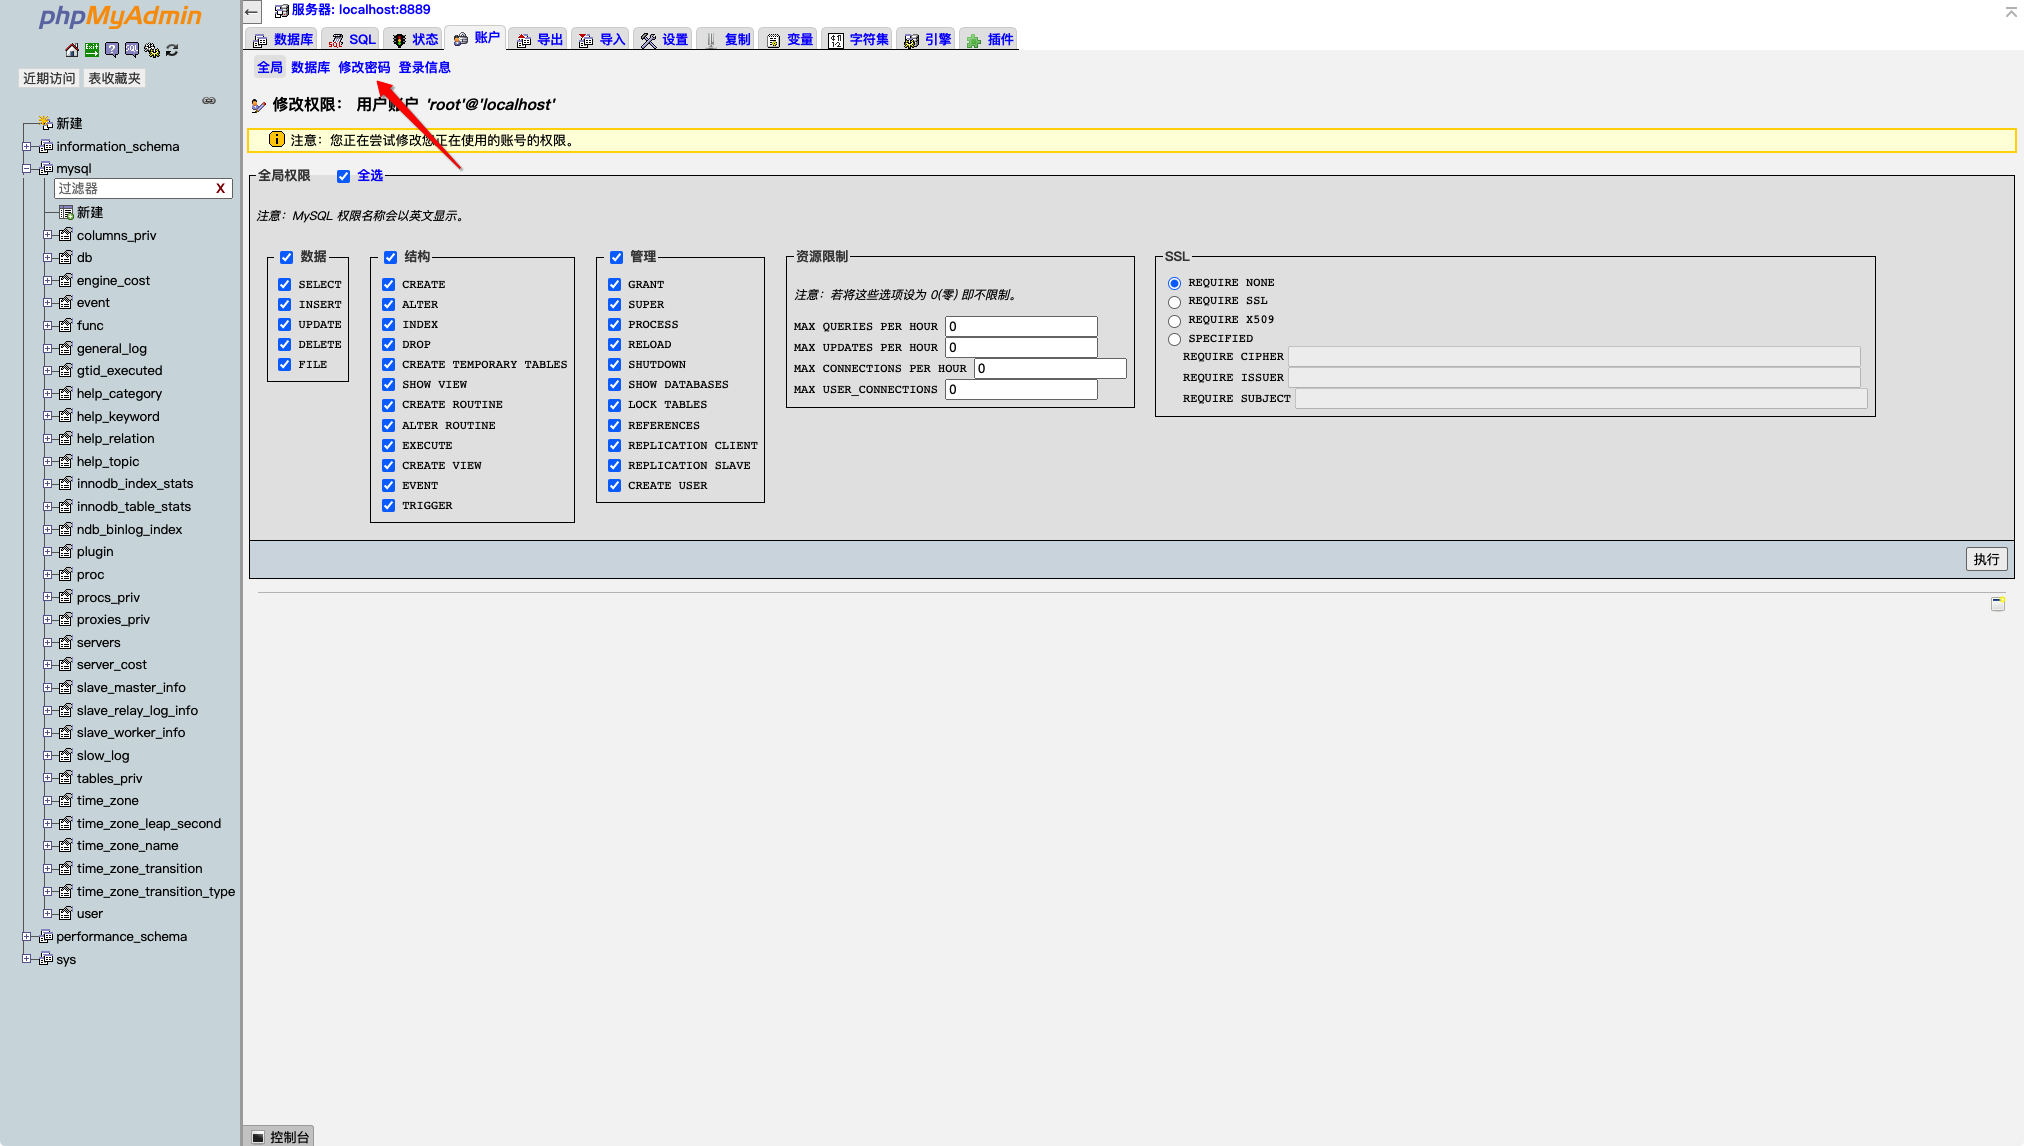 phpMyAdmin
近期访问 表收藏夹
新建
information_schema
mysql
过滤器 X
新建
columns_priv
db
engine_cost
event
func
general_log
gtid_executed
help_category
help_keyword
help_relation
help_topic
innodb_index_stats
innodb_table_stats
ndb_binlog_index
plugin
proc
procs_priv
proxies_priv
servers
server_cost
slave_master_info
slave_relay_log_info
slave_worker_info
slow_log
tables_priv
time_zone
time_zone_leap_second
time_zone_name
time_zone_transition
time_zone_transition_type
user
performance_schema
sys
服务器: localhost:8889
数据库 SQL 状态 账户 导出 导入 设置 复制 变量 字符集 引擎 插件
全局 数据库 修改密码 登录信息
修改权限： 用户账户 'root'@'localhost'
注意：您正在尝试修改您正在使用的账号的权限。
全局权限 全选
注意：MySQL 权限名称会以英文显示。
数据
SELECT
INSERT
UPDATE
DELETE
FILE
结构
CREATE
ALTER
INDEX
DROP
CREATE TEMPORARY TABLES
SHOW VIEW
CREATE ROUTINE
ALTER ROUTINE
EXECUTE
CREATE VIEW
EVENT
TRIGGER
管理
GRANT
SUPER
PROCESS
RELOAD
SHUTDOWN
SHOW DATABASES
LOCK TABLES
REFERENCES
REPLICATION CLIENT
REPLICATION SLAVE
CREATE USER
资源限制
注意：若将这些选项设为 0(零) 即不限制。
MAX QUERIES PER HOUR 0
MAX UPDATES PER HOUR 0
MAX CONNECTIONS PER HOUR 0
MAX USER_CONNECTIONS 0
SSL
REQUIRE NONE
REQUIRE SSL
REQUIRE X509
SPECIFIED
REQUIRE CIPHER
REQUIRE ISSUER
REQUIRE SUBJECT
执行
控制台